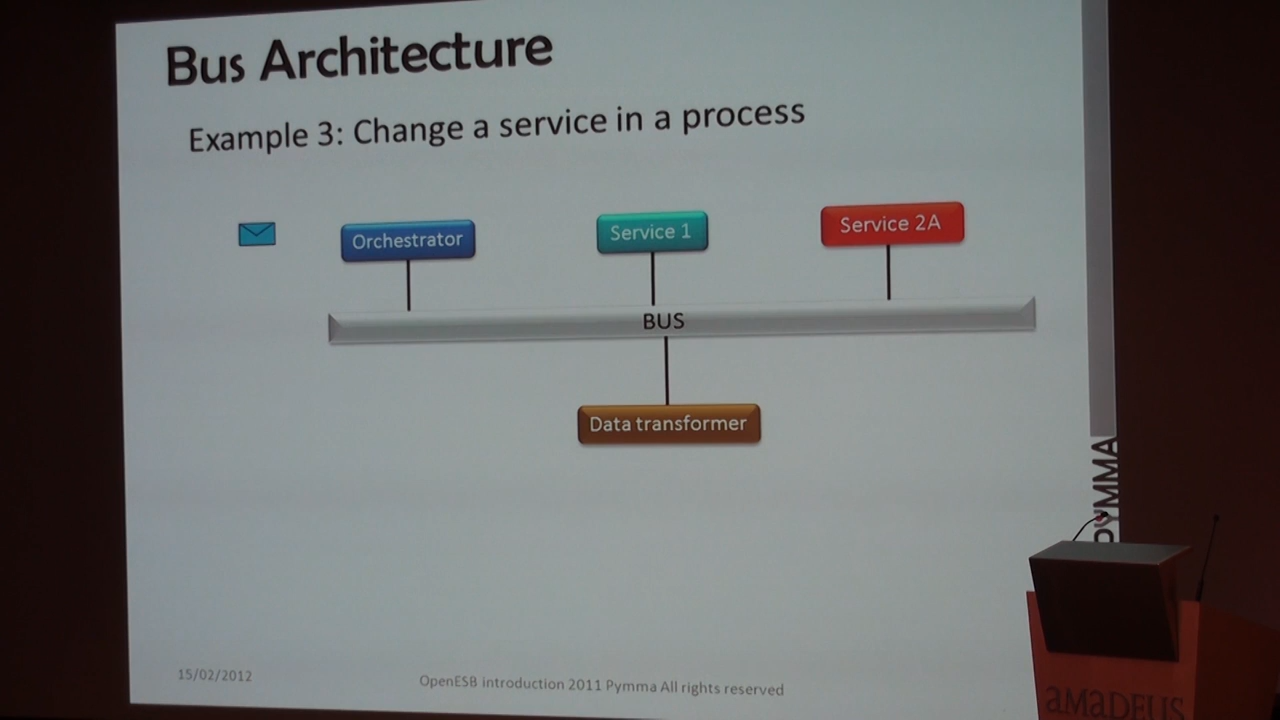 Bus Architecture
Example 3: Change a service in a process
Orchestrator
Service 1
Service 2A
BUS
Data transformer
PYMMA
15/02/2012
OpenESB introduction 2011 Pymma All rights reserved
amadeus